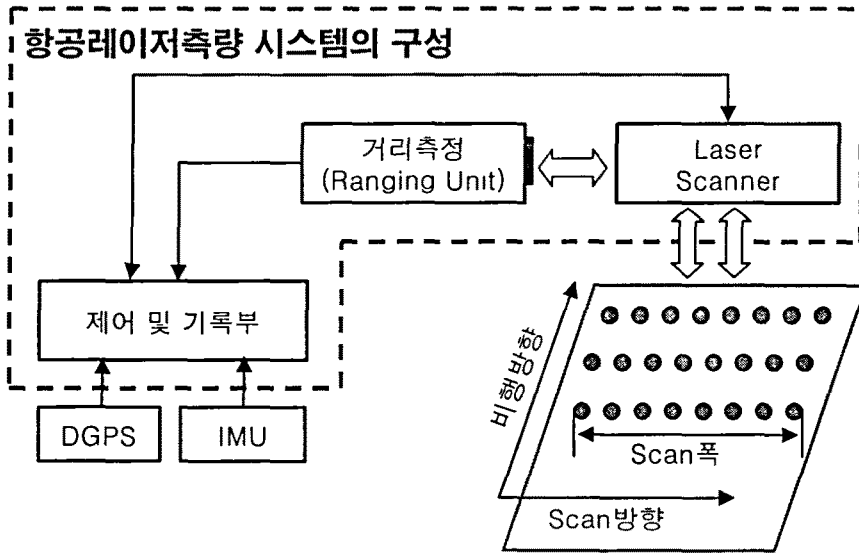 항공레이저측량 시스템의 구성
거리측정
(Ranging Unit)
Laser
Scanner
제어 및 기록부
DGPS
IMU
비행방향
Scan폭
Scan방향